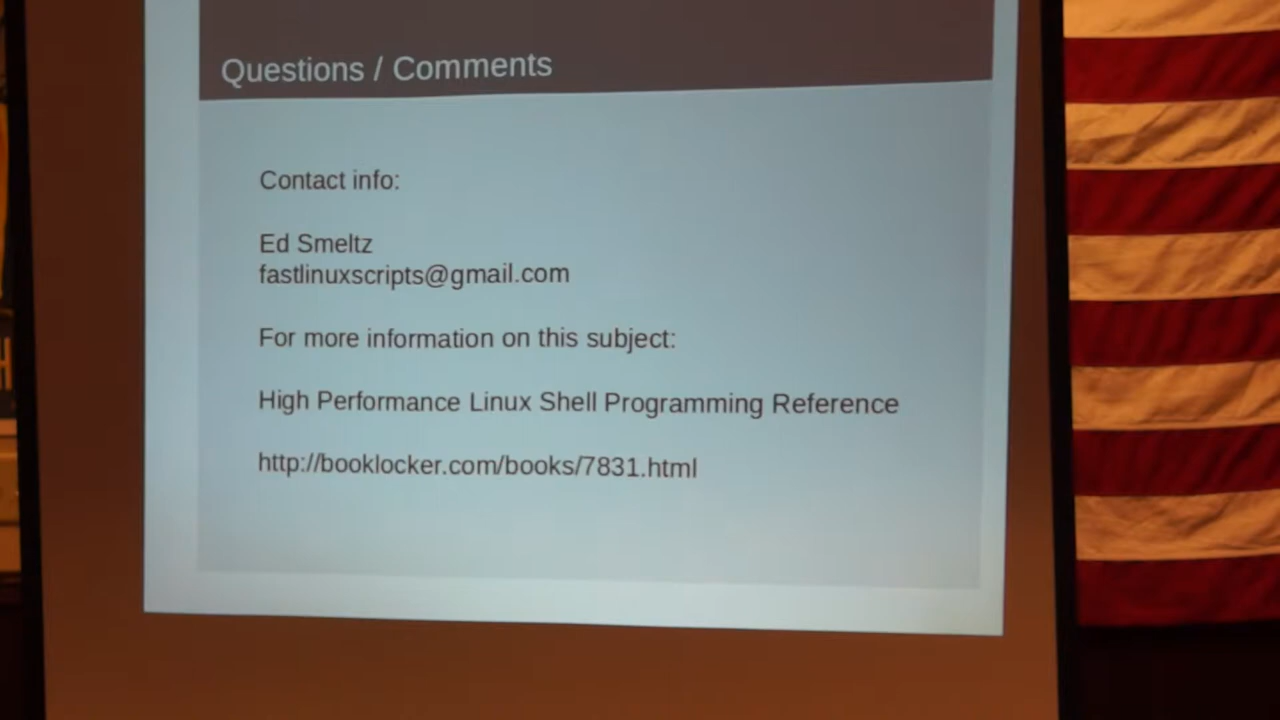 Questions / Comments
Contact info:
Ed Smeltz
fastlinuxscripts@gmail.com
For more information on this subject:
High Performance Linux Shell Programming Reference
http://booklocker.com/books/7831.html